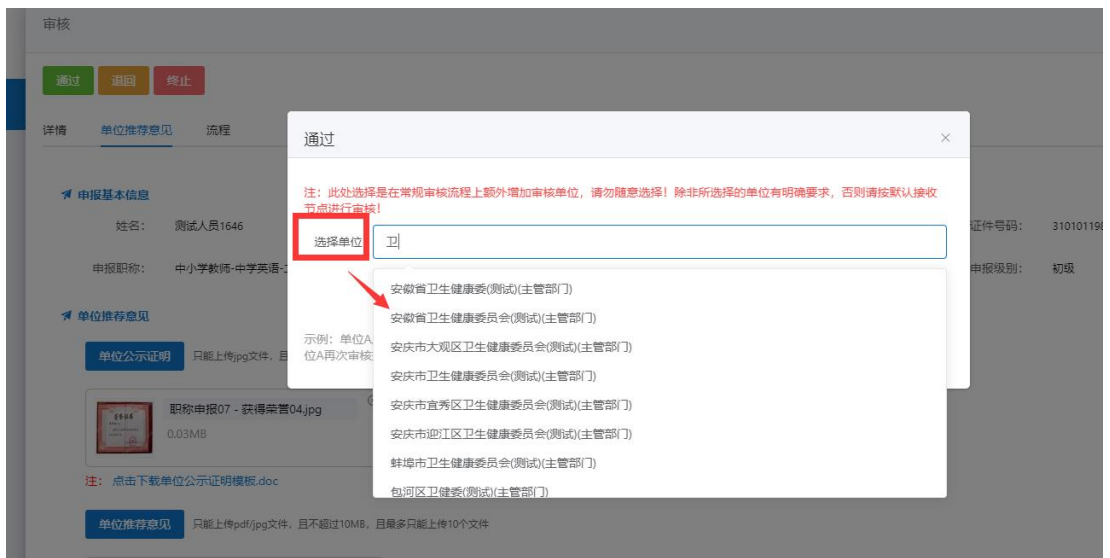 审核
通过 退回 终止
详情 单位推荐意见 流程
通过
申报基本信息
注：此处选择是在常规审核流程上额外增加审核单位，请勿随意选择！除非所选择的单位有明确要求，否则请按默认接收
节点进行审核！
姓名： 测试人员1646
证件号码： 310101198
选择单位 卫
申报职称： 中小学教师-中学英语-
申报级别： 初级
安徽省卫生健康委(测试)(主管部门)
单位推荐意见
安徽省卫生健康委员会(测试)(主管部门)
示例：单位A
位A再次审核
安庆市大观区卫生健康委员会(测试)(主管部门)
单位公示证明 只能上传jpg文件，且
安庆市卫生健康委员会(测试)(主管部门)
安庆市宜秀区卫生健康委员会(测试)(主管部门)
职称申报07 - 获得荣誉04.jpg
0.03MB
安庆市迎江区卫生健康委员会(测试)(主管部门)
蚌埠市卫生健康委员会(测试)(主管部门)
注： 点击下载单位公示证明模板.doc
包河区卫健委(测试)(主管部门)
单位推荐意见 只能上传pdf/jpg文件，且不超过10MB，且最多只能上传10个文件